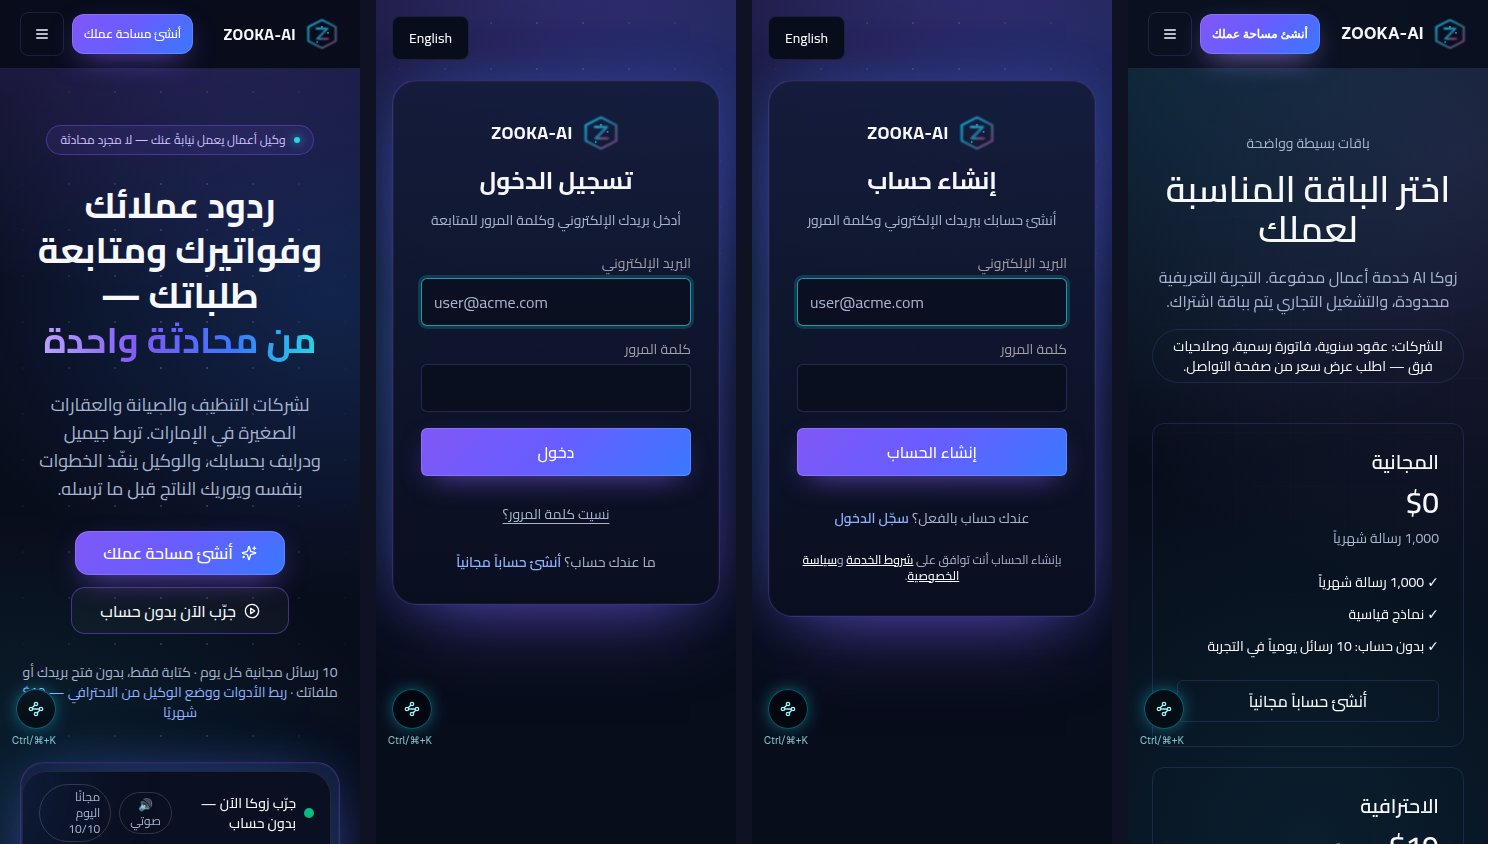 أنشئ مساحة عملك
ZOOKA-AI
وكيل أعمال يعمل نيابةً عنك — لا مجرد محادثة
ردود عملائك
وفواتيرك ومتابعة
طلباتك —
من محادثة واحدة
لشركات التنظيف والصيانة والعقارات
الصغيرة في الإمارات. تربط جيميل
ودرايف بحسابك، والوكيل ينفّذ الخطوات
بنفسه ويوريك الناتج قبل ما ترسله.
أنشئ مساحة عملك
جرّب الآن بدون حساب
10 رسائل مجانية كل يوم · كتابة فقط، بدون فتح بريدك أو
ملفاتك · ربط الأدوات ووضع الوكيل من الاحترافي —
شهريًا
Ctrl/⌘+K
جرّب زوكا الآن —
بدون حساب
صوتي
مجانًا
اليوم
10/10
English
ZOOKA-AI
تسجيل الدخول
أدخل بريدك الإلكتروني وكلمة المرور للمتابعة
البريد الإلكتروني
user@acme.com
كلمة المرور
دخول
نسيت كلمة المرور؟
ما عندك حساب؟ أنشئ حساباً مجانياً
Ctrl/⌘+K
English
ZOOKA-AI
إنشاء حساب
أنشئ حسابك ببريدك الإلكتروني وكلمة المرور
البريد الإلكتروني
user@acme.com
كلمة المرور
إنشاء الحساب
عندك حساب بالفعل؟ سجّل الدخول
بإنشاء الحساب أنت توافق على شروط الخدمة وسياسة
الخصوصية.
Ctrl/⌘+K
أنشئ مساحة عملك
ZOOKA-AI
باقات بسيطة وواضحة
اختر الباقة المناسبة
لعملك
زوكا AI خدمة أعمال مدفوعة. التجربة التعريفية
محدودة، والتشغيل التجاري يتم بباقة اشتراك.
للشركات: عقود سنوية، فاتورة رسمية، وصلاحيات
فرق — اطلب عرض سعر من صفحة التواصل.
المجانية
$0
1,000 رسالة شهرياً
✓ 1,000 رسالة شهرياً
✓ نماذج قياسية
✓ بدون حساب: 10 رسائل يومياً في التجربة
أنشئ حساباً مجانياً
Ctrl/⌘+K
الاحترافية